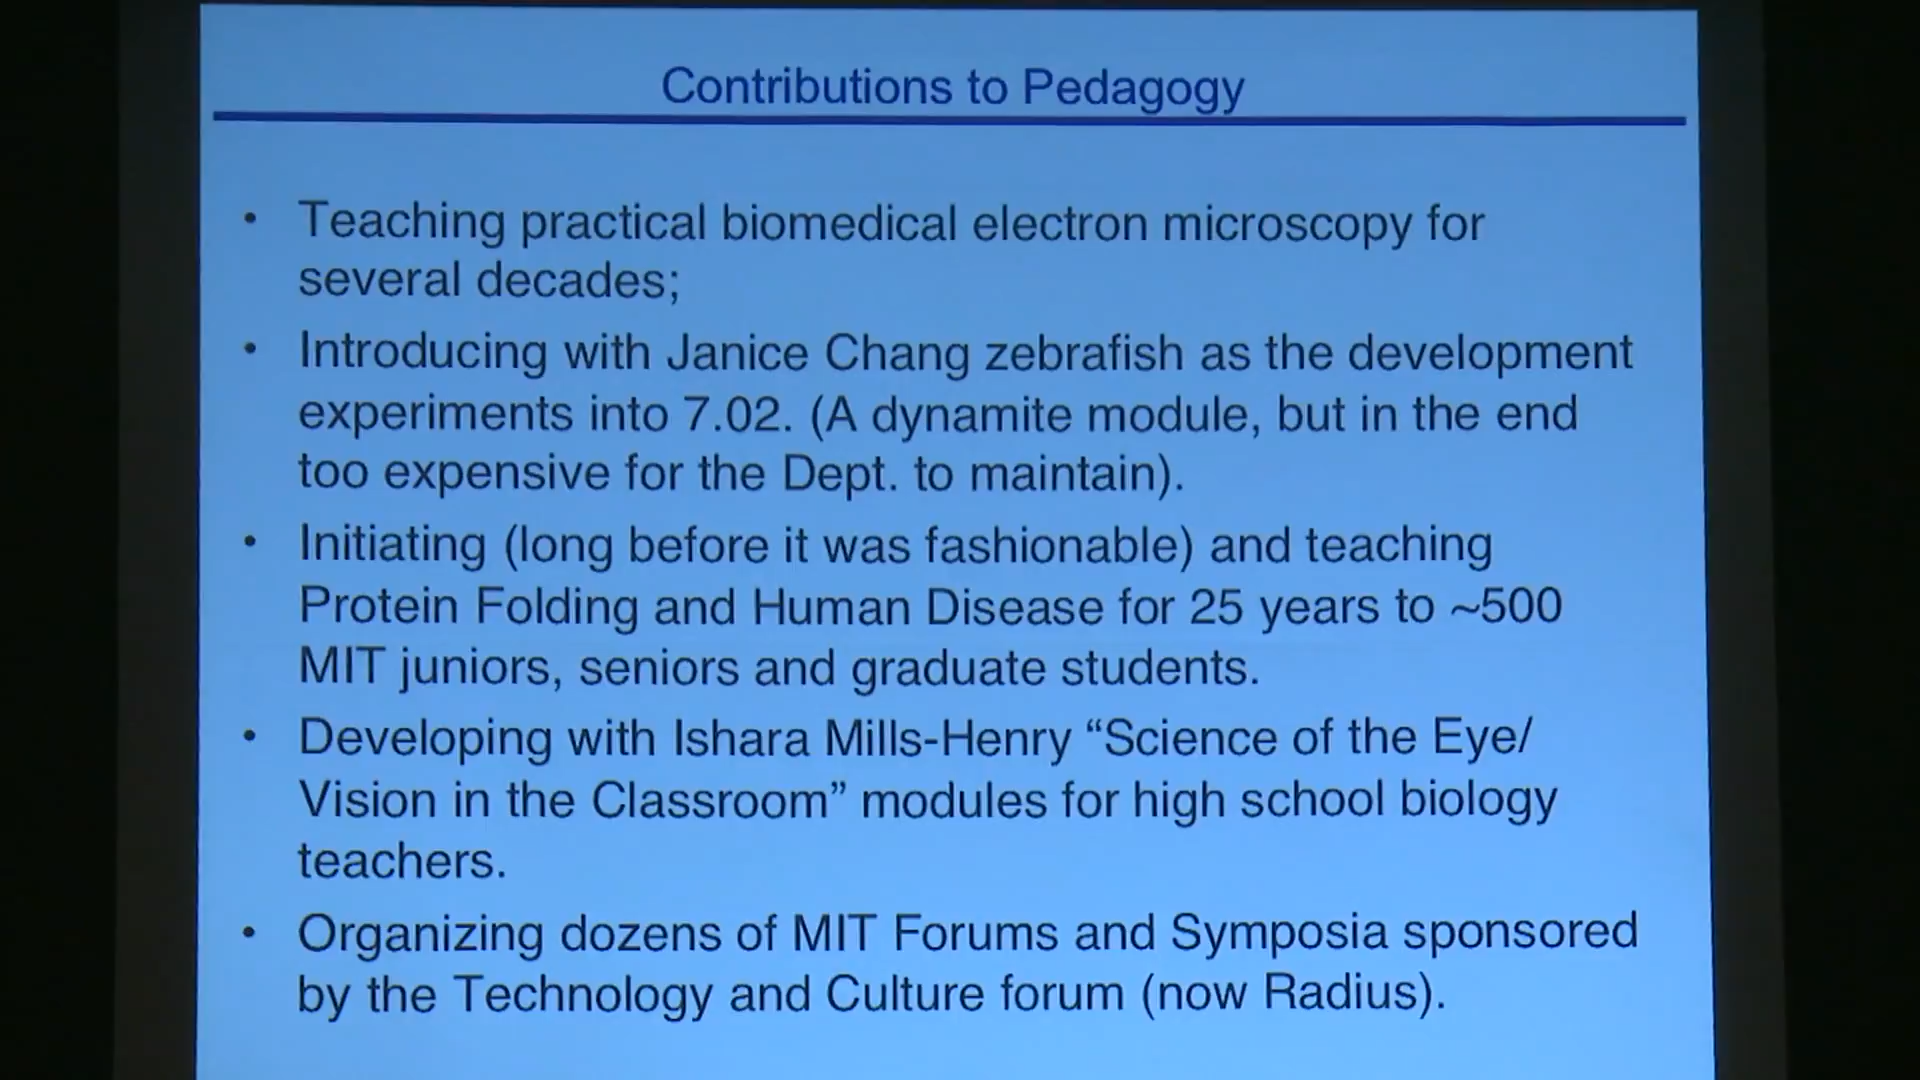 Contributions to Pedagogy
• Teaching practical biomedical electron microscopy for
several decades;
• Introducing with Janice Chang zebrafish as the development
experiments into 7.02. (A dynamite module, but in the end
too expensive for the Dept. to maintain).
• Initiating (long before it was fashionable) and teaching
Protein Folding and Human Disease for 25 years to ~500
MIT juniors, seniors and graduate students.
• Developing with Ishara Mills-Henry “Science of the Eye/
Vision in the Classroom” modules for high school biology
teachers.
• Organizing dozens of MIT Forums and Symposia sponsored
by the Technology and Culture forum (now Radius).